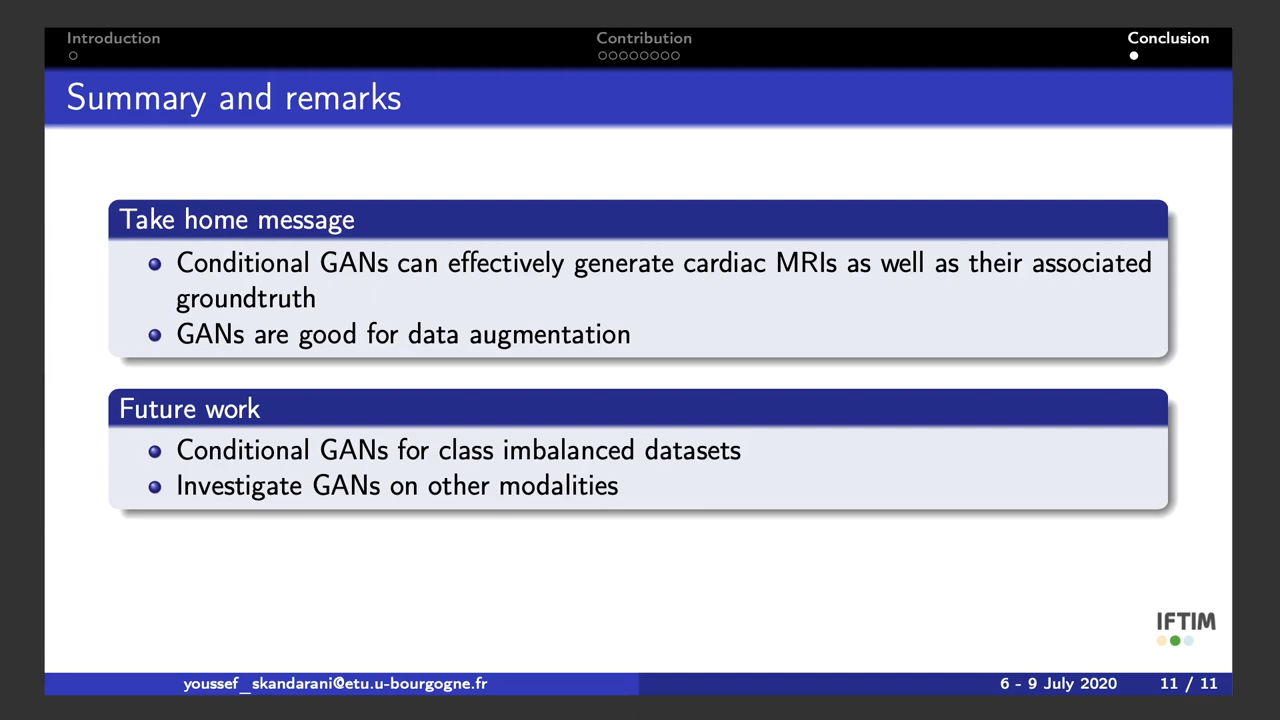 Introduction
Contribution
Conclusion
Summary and remarks
Take home message
Conditional GANs can effectively generate cardiac MRIs as well as their associated
groundtruth
GANs are good for data augmentation
Future work
Conditional GANs for class imbalanced datasets
Investigate GANs on other modalities
IFTIM
youssef_skandarani@etu.u-bourgogne.fr
6 - 9 July 2020
11 / 11